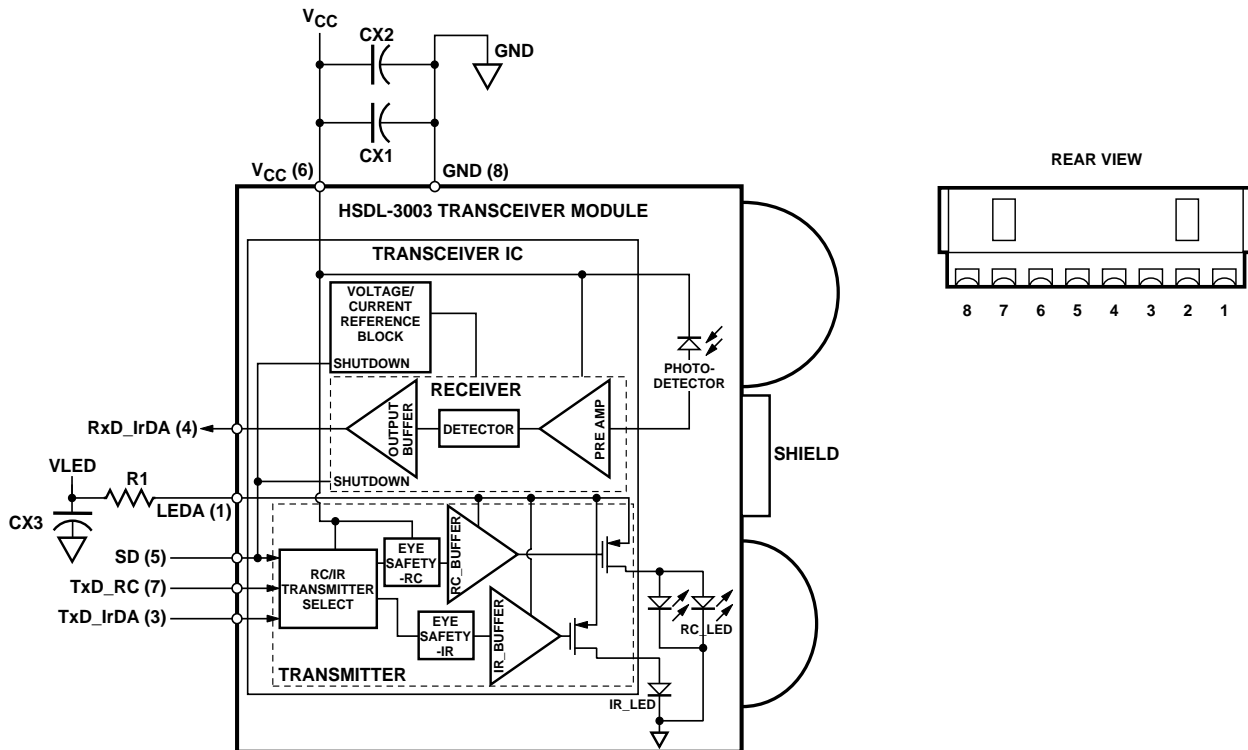 VCC
CX2
GND
CX1
VCC (6)
GND (8)
HSDL-3003 TRANSCEIVER MODULE
TRANSCEIVER IC
VOLTAGE/
CURRENT
REFERENCE
BLOCK
SHUTDOWN
PHOTO-
DETECTOR
RECEIVER
OUTPUT
BUFFER
DETECTOR
PRE AMP
RxD_IrDA (4)
SHIELD
VLED
R1
SHUTDOWN
LEDA (1)
CX3
SD (5)
TxD_RC (7)
TxD_IrDA (3)
RC/IR
TRANSMITTER
SELECT
EYE
SAFETY
-RC
RC_BUFFER
EYE
SAFETY
-IR
IR_BUFFER
RC_LED
TRANSMITTER
IR_LED
REAR VIEW
8 7 6 5 4 3 2 1